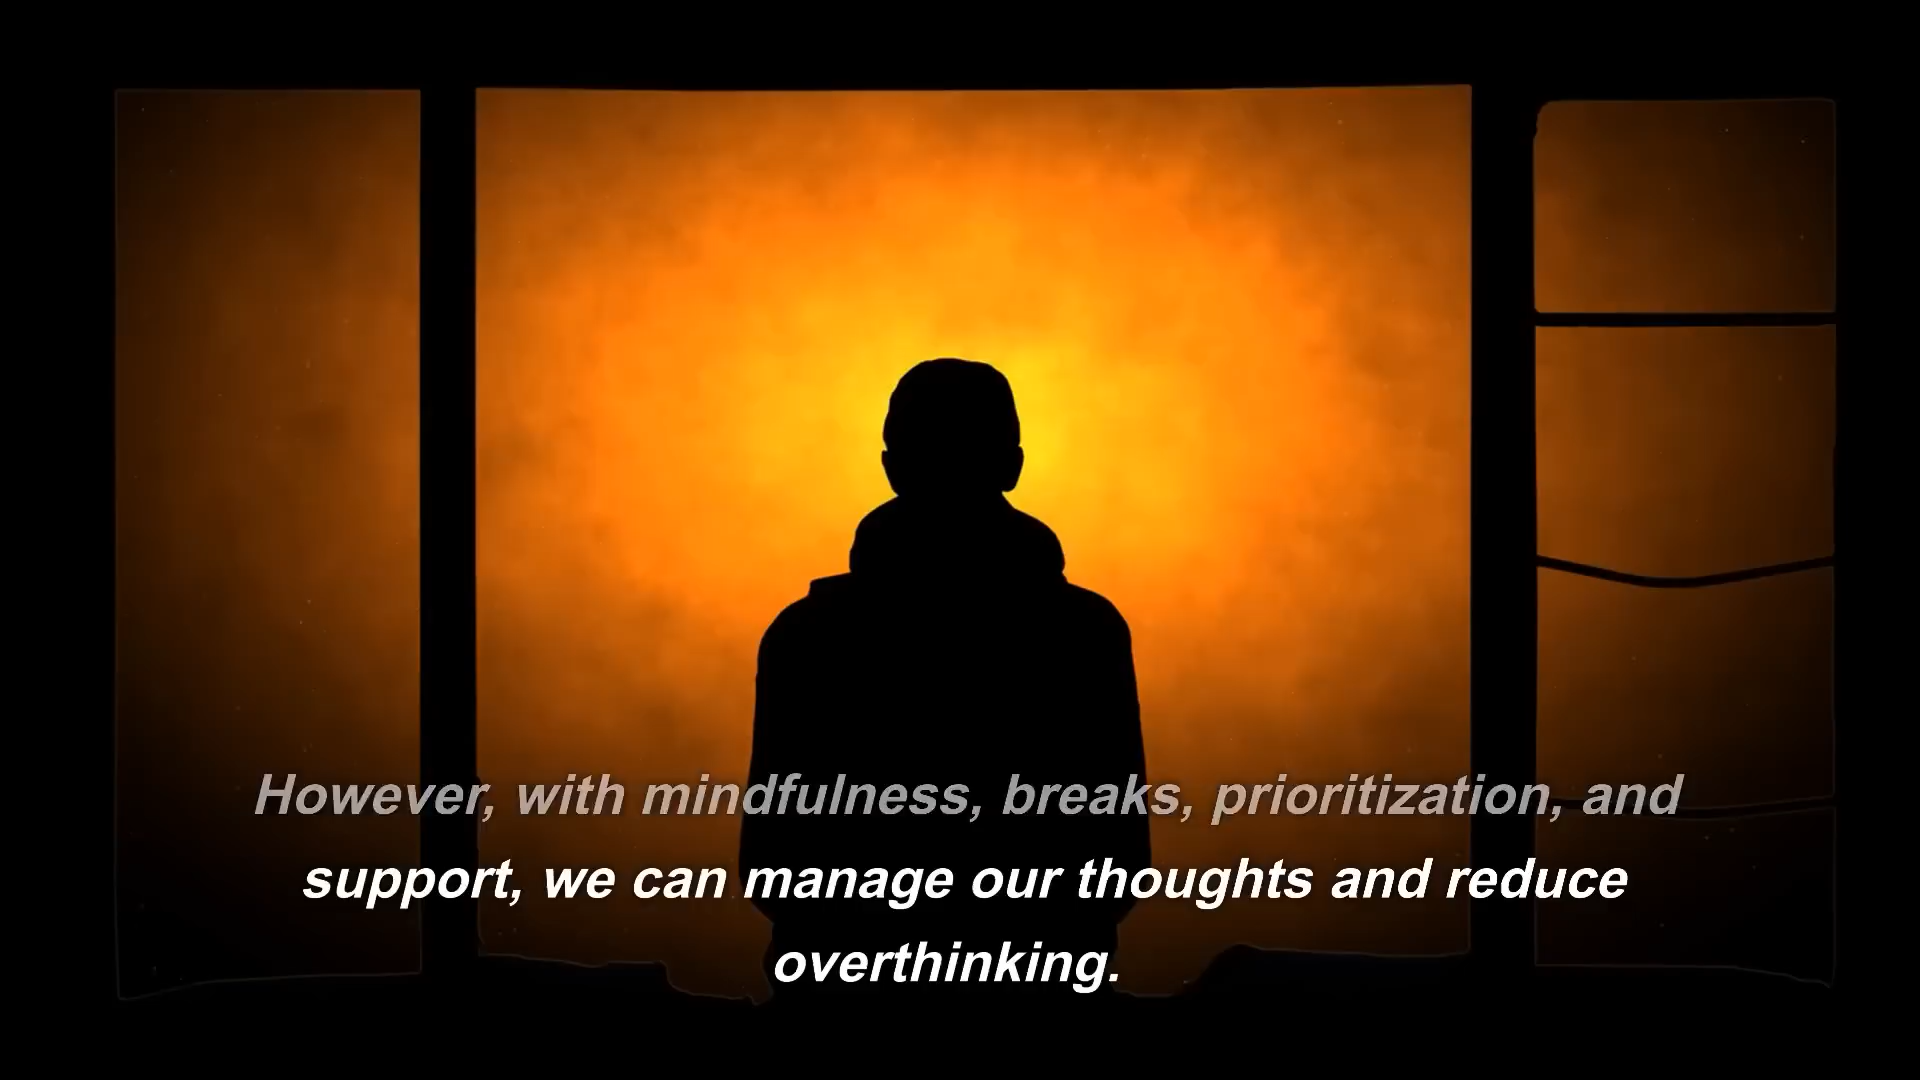 However, with mindfulness, breaks, prioritization, and
support, we can manage our thoughts and reduce
overthinking.